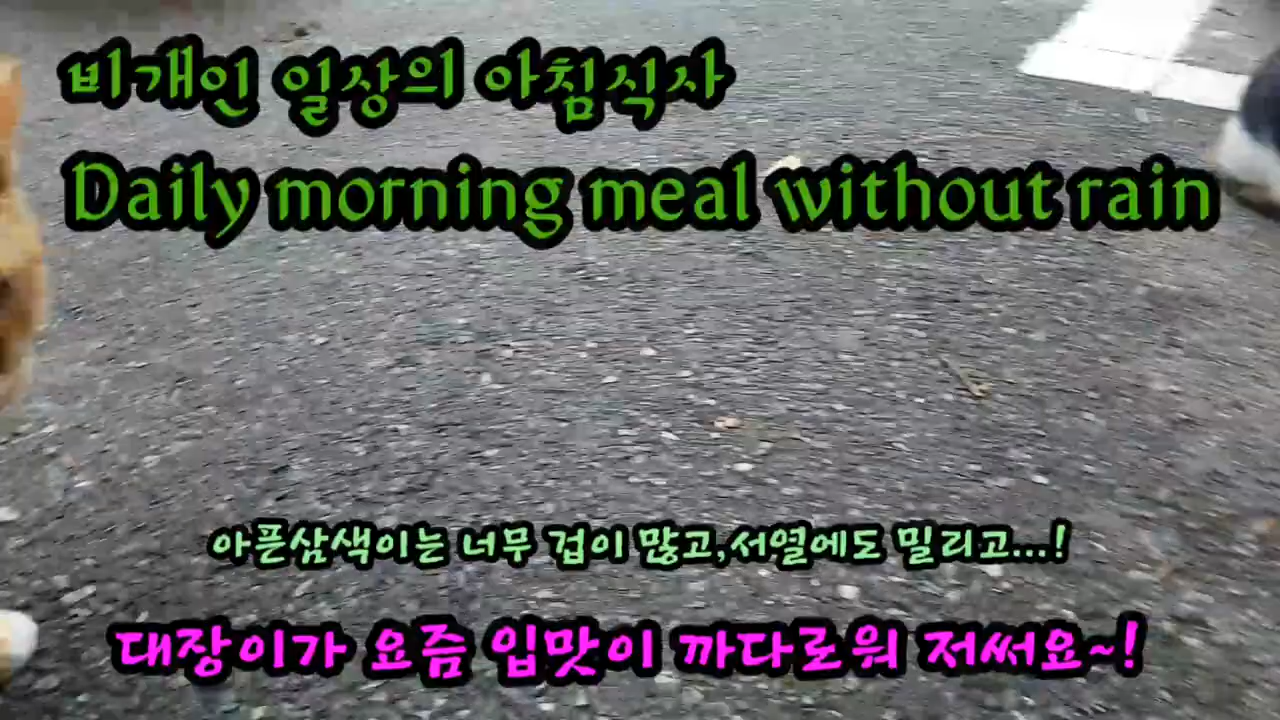 비개인 일상의 아침식사
Daily morning meal without rain
아픈삼색이는 너무 겁이 많고,서열에도 밀리고...!
대장이가 요즘 입맛이 까다로워 저써요~!